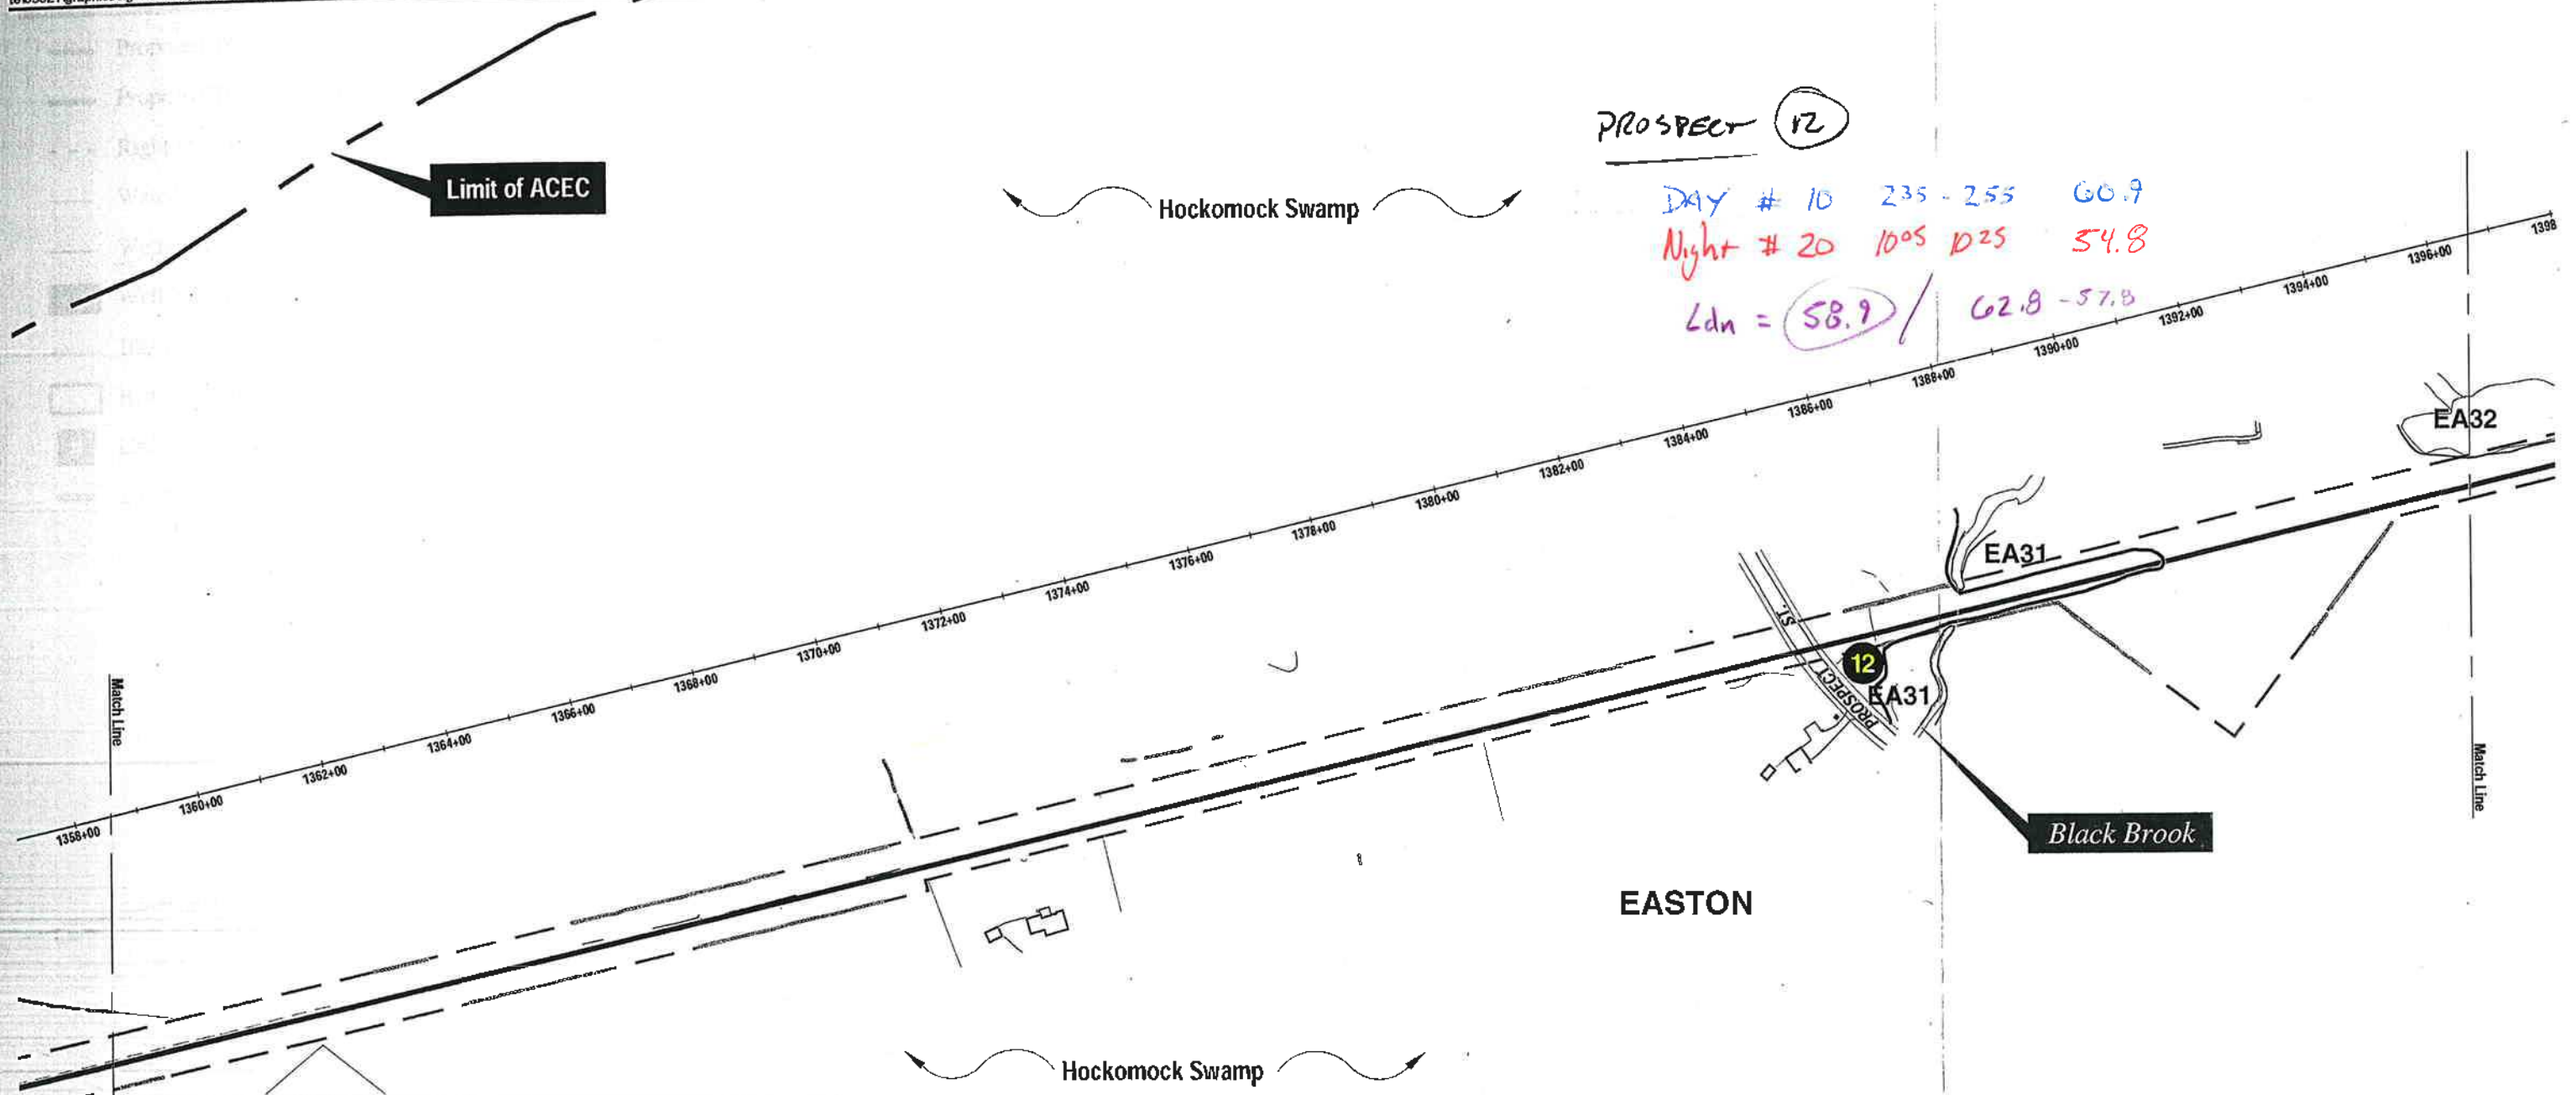 Limit of ACEC
Hockomock Swamp
PROSPECT 12
DAY # 10 235 - 255 60.9
Night # 20 1005 1025 54.8
Ldn = 58.9 / 62.8 - 57.8
1358+00
1360+00
1362+00
1364+00
1366+00
1368+00
1370+00
1372+00
1374+00
1376+00
1378+00
1380+00
1382+00
1384+00
1386+00
1388+00
1390+00
1392+00
1394+00
1396+00
1398
EA32
EA31
PROSPECT ST.
12
EA31
Match Line
Match Line
Black Brook
EASTON
Hockomock Swamp